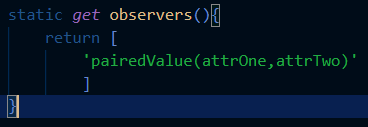 static get observers(){
return [
'pairedValue(attrOne,attrTwo)'
]
}